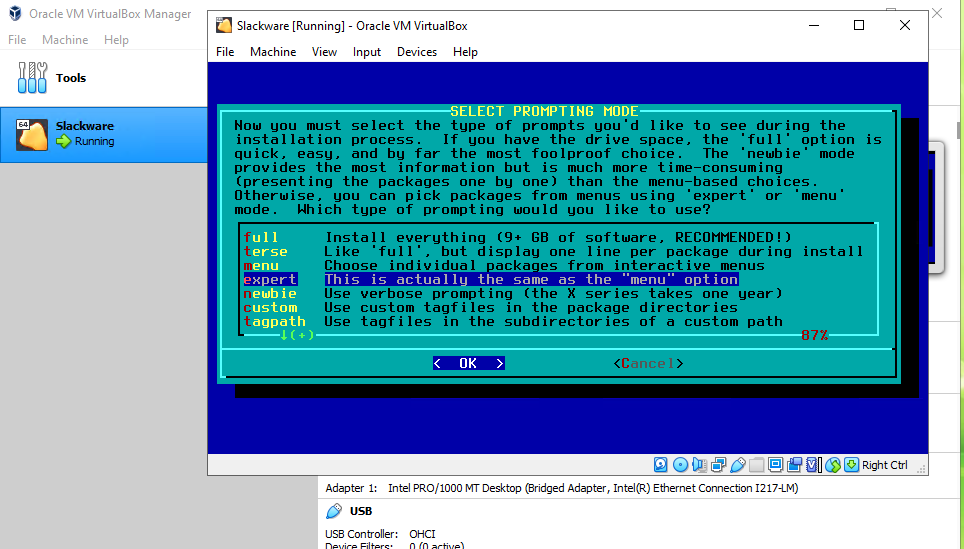 Oracle VM VirtualBox Manager
File Machine Help
Tools
64
Slackware
Running
Slackware [Running] - Oracle VM VirtualBox
File Machine View Input Devices Help
SELECT PROMPTING MODE
Now you must select the type of prompts you'd like to see during the
installation process.  If you have the drive space, the 'full' option is
quick, easy, and by far the most foolproof choice.  The 'newbie' mode
provides the most information but is much more time-consuming
(presenting the packages one by one) than the menu-based choices.
Otherwise, you can pick packages from menus using 'expert' or 'menu'
mode.  Which type of prompting would you like to use?
full Install everything (9+ GB of software, RECOMMENDED!)
terse Like 'full', but display one line per package during install
menu Choose individual packages from interactive menus
expert This is actually the same as the "menu" option
newbie Use verbose prompting (the X series takes one year)
custom Use custom tagfiles in the package directories
tagpath Use tagfiles in the subdirectories of a custom path
↓(+) 87%
< OK > <Cancel>
Right Ctrl
Adapter 1: Intel PRO/1000 MT Desktop (Bridged Adapter, Intel(R) Ethernet Connection I217-LM)
USB
USB Controller: OHCI
Device Filters: 0 (0 active)